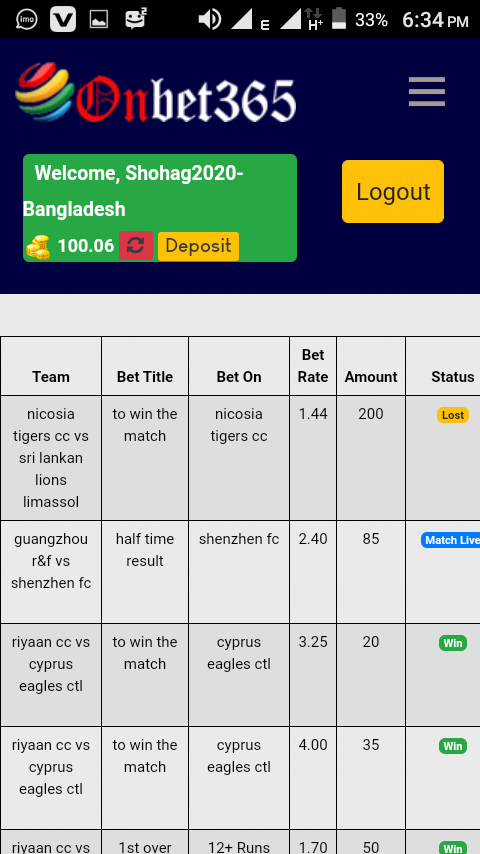 imo
V
E
H+
33%
6:34 PM
Onbet365
Welcome, Shohag2020-
Bangladesh
100.06
Deposit
Logout
Team
Bet Title
Bet On
Bet
Rate
Amount
Status
nicosia
tigers cc vs
sri lankan
lions
limassol
to win the
match
nicosia
tigers cc
1.44
200
Lost
guangzhou
r&f vs
shenzhen fc
half time
result
shenzhen fc
2.40
85
Match Live
riyaan cc vs
cyprus
eagles ctl
to win the
match
cyprus
eagles ctl
3.25
20
Win
riyaan cc vs
cyprus
eagles ctl
to win the
match
cyprus
eagles ctl
4.00
35
Win
riyaan cc vs
1st over
12+ Runs
1.70
50
Win